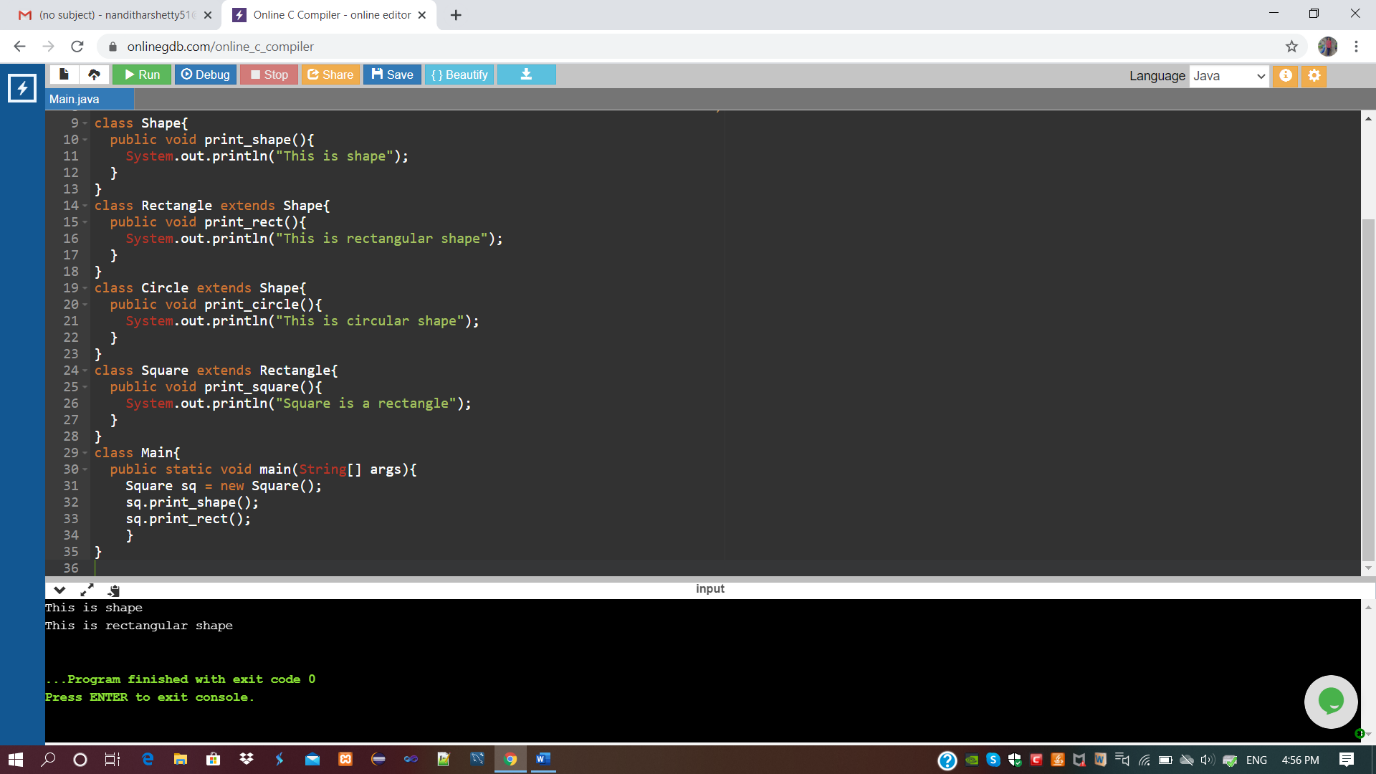 (no subject) - nanditharshetty516
Online C Compiler - online editor
onlinegdb.com/online_c_compiler
Run Debug Stop Share Save { } Beautify
Language Java
Main.java
9 class Shape{
10 public void print_shape(){
11 System.out.println("This is shape");
12 }
13 }
14 class Rectangle extends Shape{
15 public void print_rect(){
16 System.out.println("This is rectangular shape");
17 }
18 }
19 class Circle extends Shape{
20 public void print_circle(){
21 System.out.println("This is circular shape");
22 }
23 }
24 class Square extends Rectangle{
25 public void print_square(){
26 System.out.println("Square is a rectangle");
27 }
28 }
29 class Main{
30 public static void main(String[] args){
31 Square sq = new Square();
32 sq.print_shape();
33 sq.print_rect();
34 }
35 }
36
input
This is shape
This is rectangular shape
...Program finished with exit code 0
Press ENTER to exit console.
ENG 4:56 PM